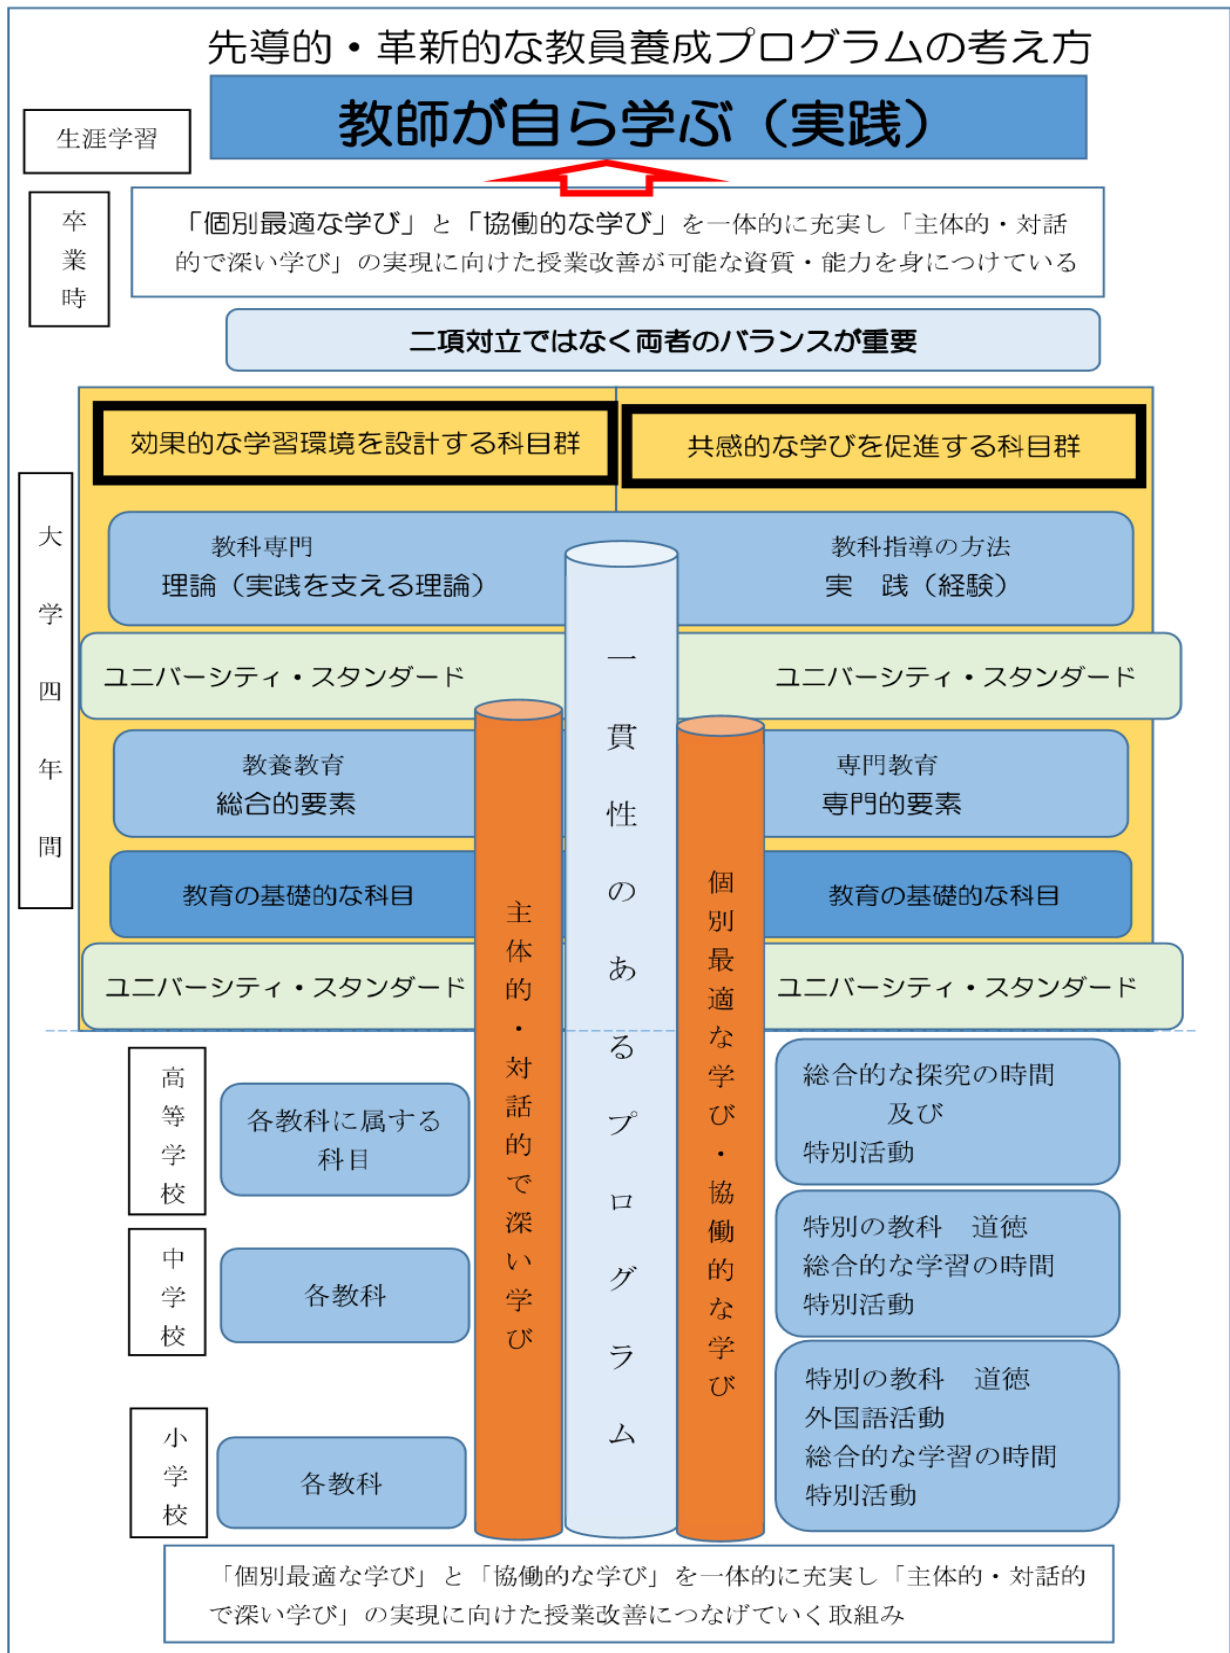 先導的・革新的な教員養成プログラムの考え方
教師が自ら学ぶ（実践）
生涯学習
卒業時
「個別最適な学び」と「協働的な学び」を一体的に充実し「主体的・対話
的で深い学び」の実現に向けた授業改善が可能な資質・能力を身につけている
二項対立ではなく両者のバランスが重要
効果的な学習環境を設計する科目群
共感的な学びを促進する科目群
大学四年間
教科専門
理論（実践を支える理論）
教科指導の方法
実　践（経験）
ユニバーシティ・スタンダード
ユニバーシティ・スタンダード
教養教育
総合的要素
専門教育
専門的要素
教育の基礎的な科目
教育の基礎的な科目
ユニバーシティ・スタンダード
ユニバーシティ・スタンダード
主体的・対話的で深い学び
一貫性のあるプログラム
個別最適な学び・協働的な学び
高等学校
各教科に属する
科目
総合的な探究の時間
及び
特別活動
中学校
各教科
特別の教科　道徳
総合的な学習の時間
特別活動
小学校
各教科
特別の教科　道徳
外国語活動
総合的な学習の時間
特別活動
「個別最適な学び」と「協働的な学び」を一体的に充実し「主体的・対話的
で深い学び」の実現に向けた授業改善につなげていく取組み